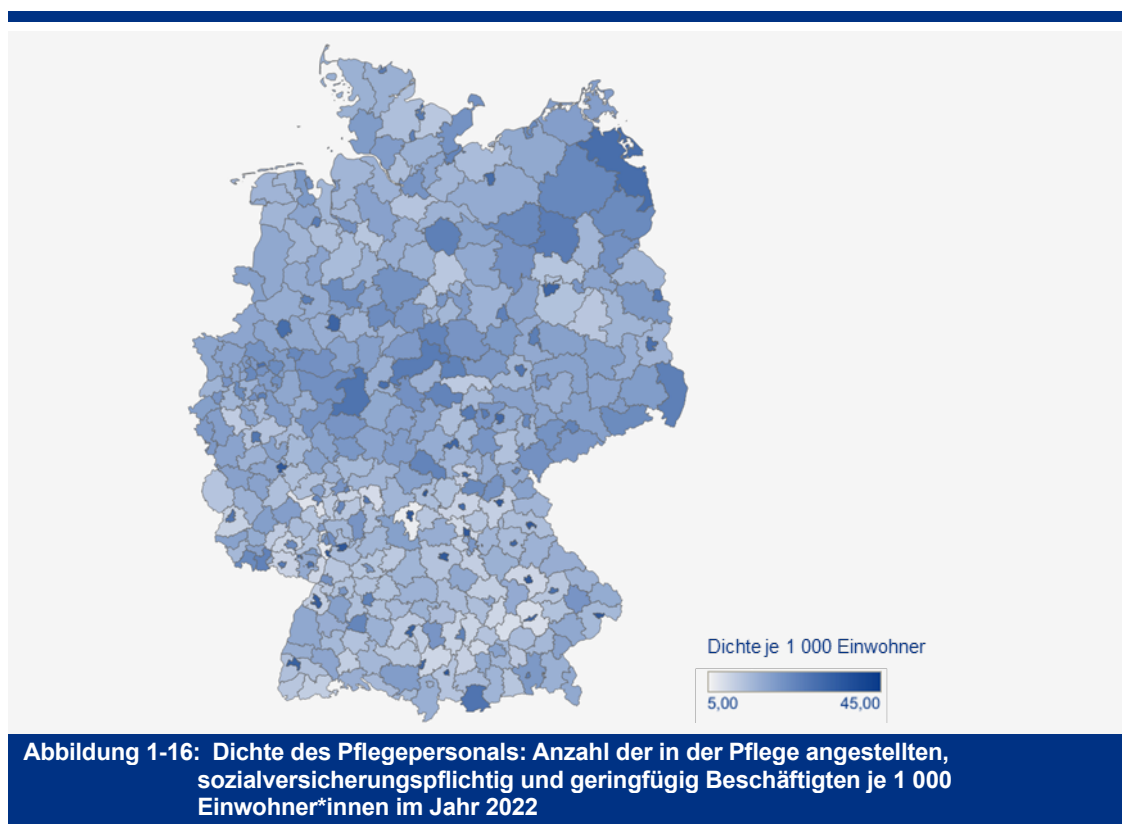 Dichte je 1 000 Einwohner
5,00 45,00
Abbildung 1-16: Dichte des Pflegepersonals: Anzahl der in der Pflege angestellten,
sozialversicherungspflichtig und geringfügig Beschäftigten je 1 000
Einwohner*innen im Jahr 2022